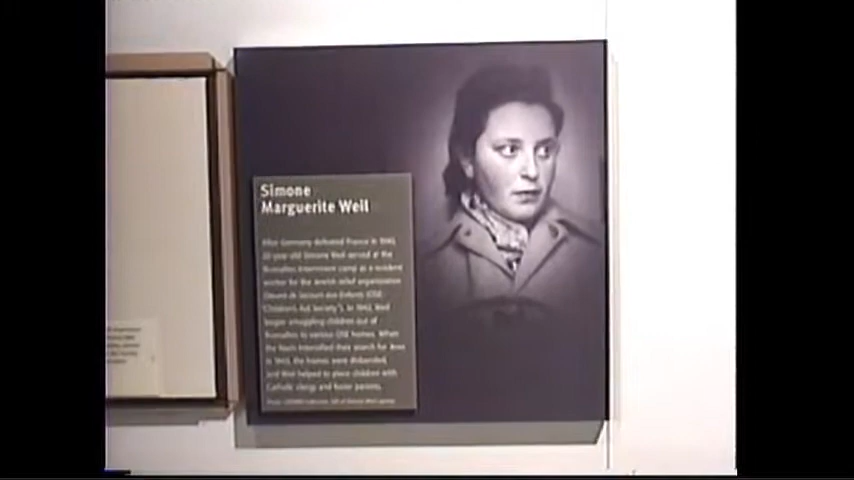 Simone
Marguerite Weil
After Germany defeated France in 1940,
20 year old Simone Weil served at the
Rivesaltes internment camp as a resident
worker for the Jewish relief organization
Oeuvre de Secours aux Enfants (OSE
"Children's Aid Society"). In 1942, Weil
began smuggling children out of
Rivesaltes to various OSE homes. When
the Nazis intensified their search for Jews
in 1943, the homes were disbanded,
and Weil helped to place children with
Catholic clergy and foster parents.